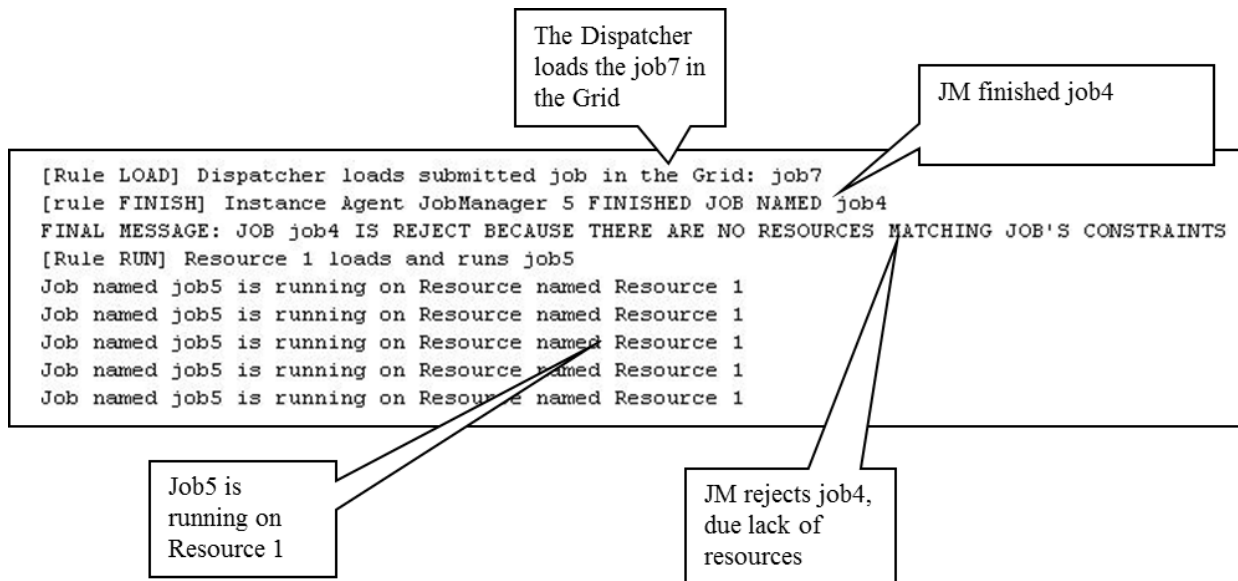 The Dispatcher
loads the job7 in
the Grid
JM finished job4
[Rule LOAD] Dispatcher loads submitted job in the Grid: job7
[rule FINISH] Instance Agent JobManager 5 FINISHED JOB NAMED job4
FINAL MESSAGE: JOB job4 IS REJECT BECAUSE THERE ARE NO RESOURCES MATCHING JOB'S CONSTRAINTS
[Rule RUN] Resource 1 loads and runs job5
Job named job5 is running on Resource named Resource 1
Job named job5 is running on Resource named Resource 1
Job named job5 is running on Resource named Resource 1
Job named job5 is running on Resource named Resource 1
Job named job5 is running on Resource named Resource 1
Job5 is
running on
Resource 1
JM rejects job4,
due lack of
resources